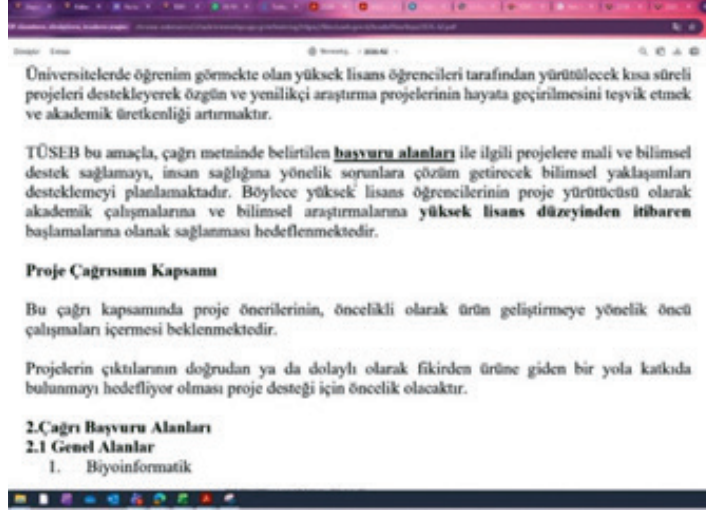 Üniversitelerde öğrenim görmekte olan yüksek lisans öğrencileri tarafından yürütülecek kısa süreli
projeleri destekleyerek özgün ve yenilikçi araştırma projelerinin hayata geçirilmesini teşvik etmek
ve akademik üretkenliği artırmaktır.
TÜSEB bu amaçla, çağrı metninde belirtilen başvuru alanları ile ilgili projelere mali ve bilimsel
destek sağlamayı, insan sağlığına yönelik sorunlara çözüm getirecek bilimsel yaklaşımları
desteklemeyi planlamaktadır. Böylece yüksek lisans öğrencilerinin proje yürütücüsü olarak
akademik çalışmalarına ve bilimsel araştırmalarına yüksek lisans düzeyinden itibaren
başlamalarına olanak sağlanması hedeflenmektedir.
Proje Çağrısının Kapsamı
Bu çağrı kapsamında proje önerilerinin, öncelikli olarak ürün geliştirmeye yönelik öncü
çalışmaları içermesi beklenmektedir.
Projelerin çıktılarının doğrudan ya da dolaylı olarak fikirden ürüne giden bir yola katkıda
bulunmayı hedefliyor olması proje desteği için öncelik olacaktır.
2.Çağrı Başvuru Alanları
2.1 Genel Alanlar
1. Biyoinformatik